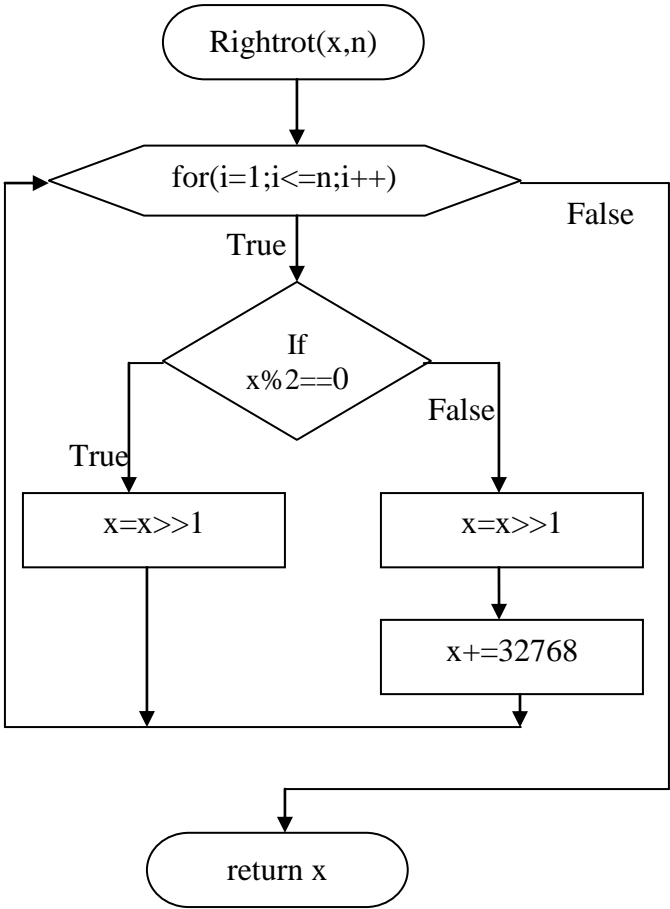 Rightrot(x,n)
for(i=1;i<=n;i++)
False
True
If
x%2==0
False
True
x=x>>1
x=x>>1
x+=32768
return x